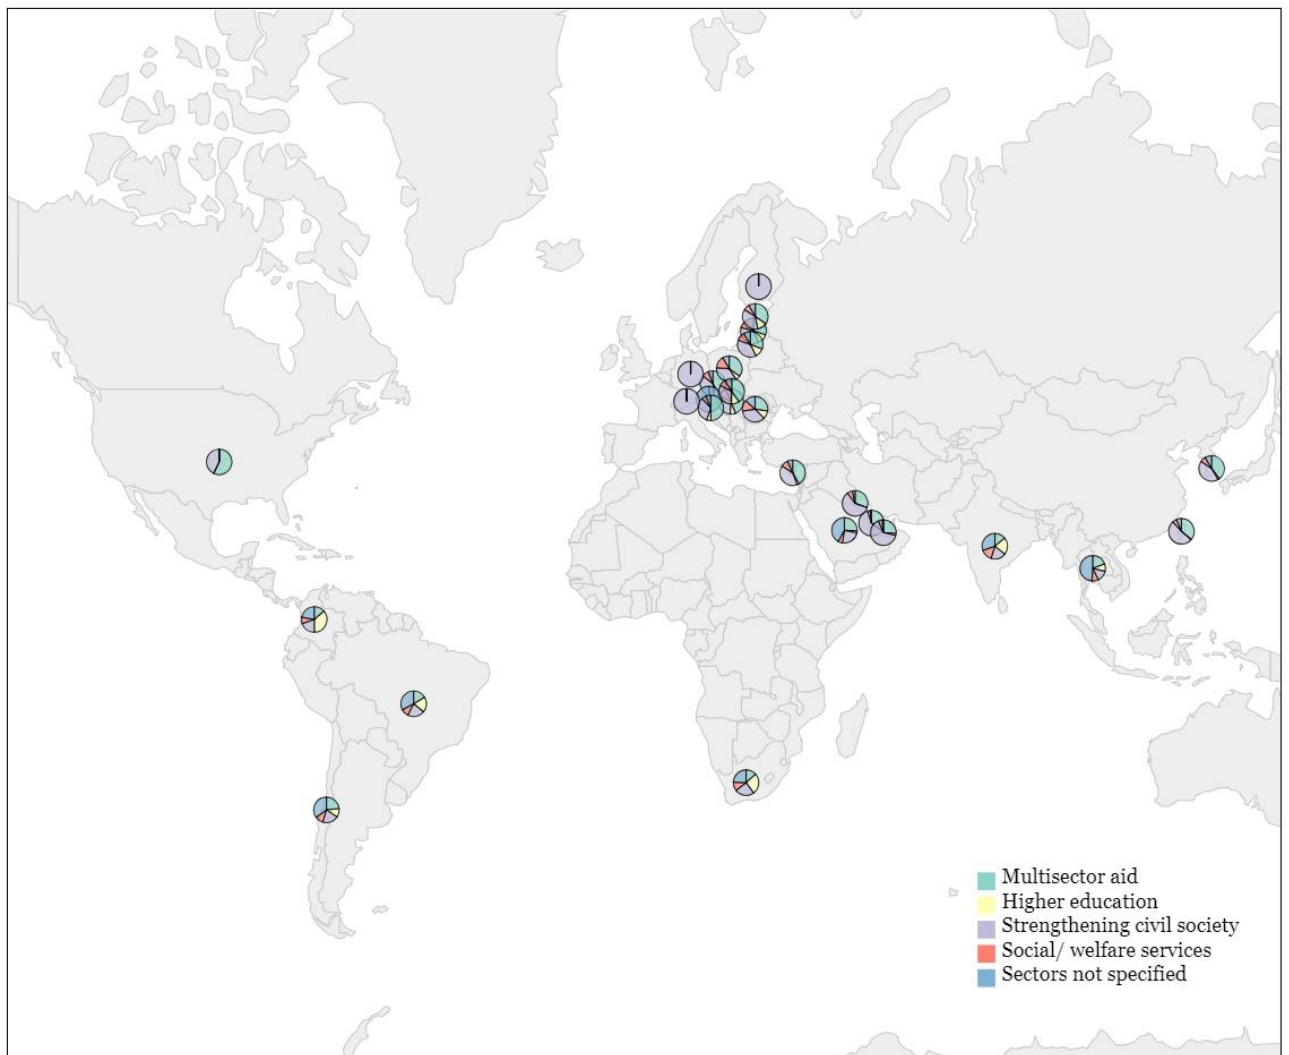 Multisector aid
Higher education
Strengthening civil society
Social/ welfare services
Sectors not specified